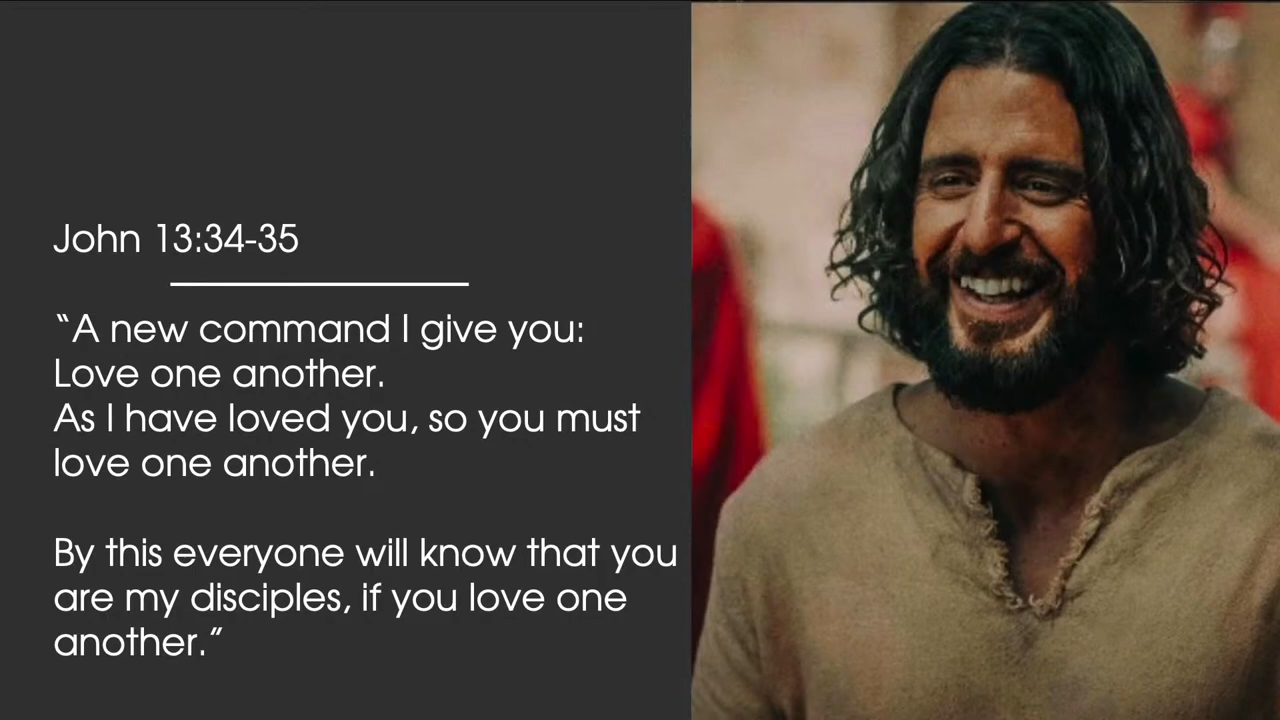 John 13:34-35
“A new command I give you:
Love one another.
As I have loved you, so you must
love one another.
By this everyone will know that you
are my disciples, if you love one
another.”